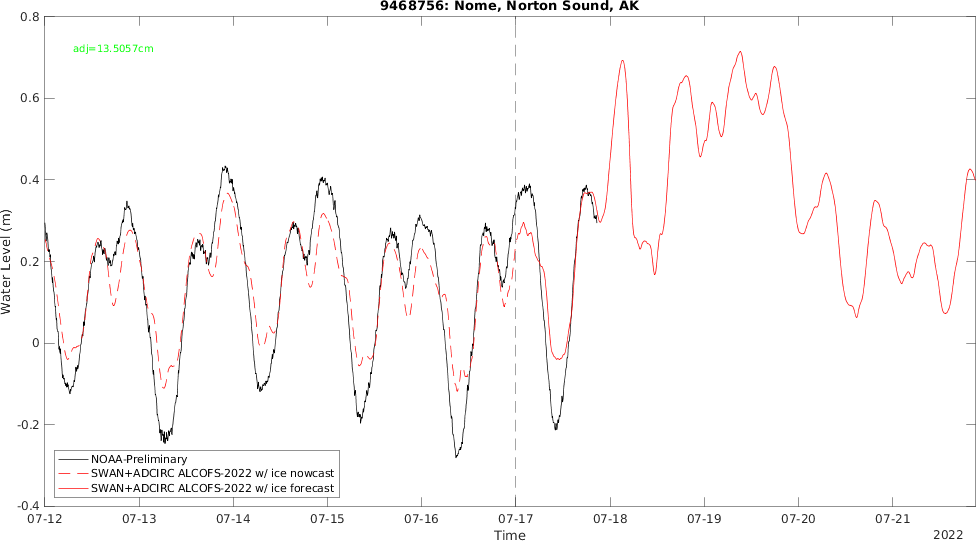 9468756: Nome, Norton Sound, AK
adj=13.5057cm
0.8
0.6
0.4
0.2
0
-0.2
-0.4
Water Level (m)
NOAA-Preliminary
SWAN+ADCIRC ALCOFS-2022 w/ ice nowcast
SWAN+ADCIRC ALCOFS-2022 w/ ice forecast
07-12 07-13 07-14 07-15 07-16 07-17 07-18 07-19 07-20 07-21
Time
2022